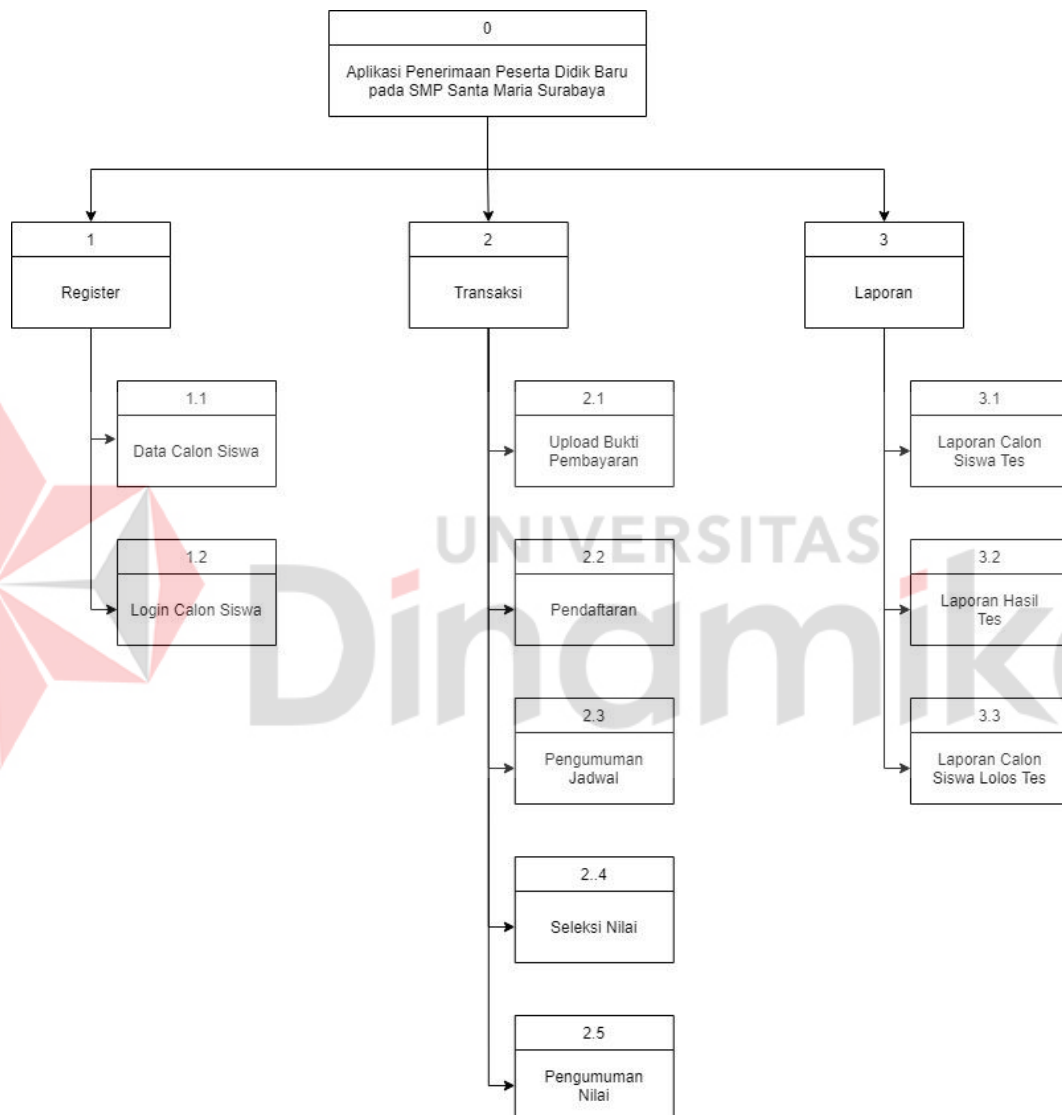 0
Aplikasi Penerimaan Peserta Didik Baru
pada SMP Santa Maria Surabaya
1
Register
2
Transaksi
3
Laporan
1.1
Data Calon Siswa
1.2
Login Calon Siswa
2.1
Upload Bukti
Pembayaran
2.2
Pendaftaran
2.3
Pengumuman
Jadwal
2..4
Seleksi Nilai
2.5
Pengumuman
Nilai
3.1
Laporan Calon
Siswa Tes
3.2
Laporan Hasil
Tes
3.3
Laporan Calon
Siswa Lolos Tes
UNIVERSITAS
Dinamika